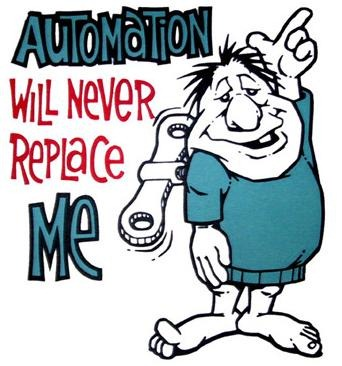 AUTOMATION
WILL NEVER
REPLACE
Me